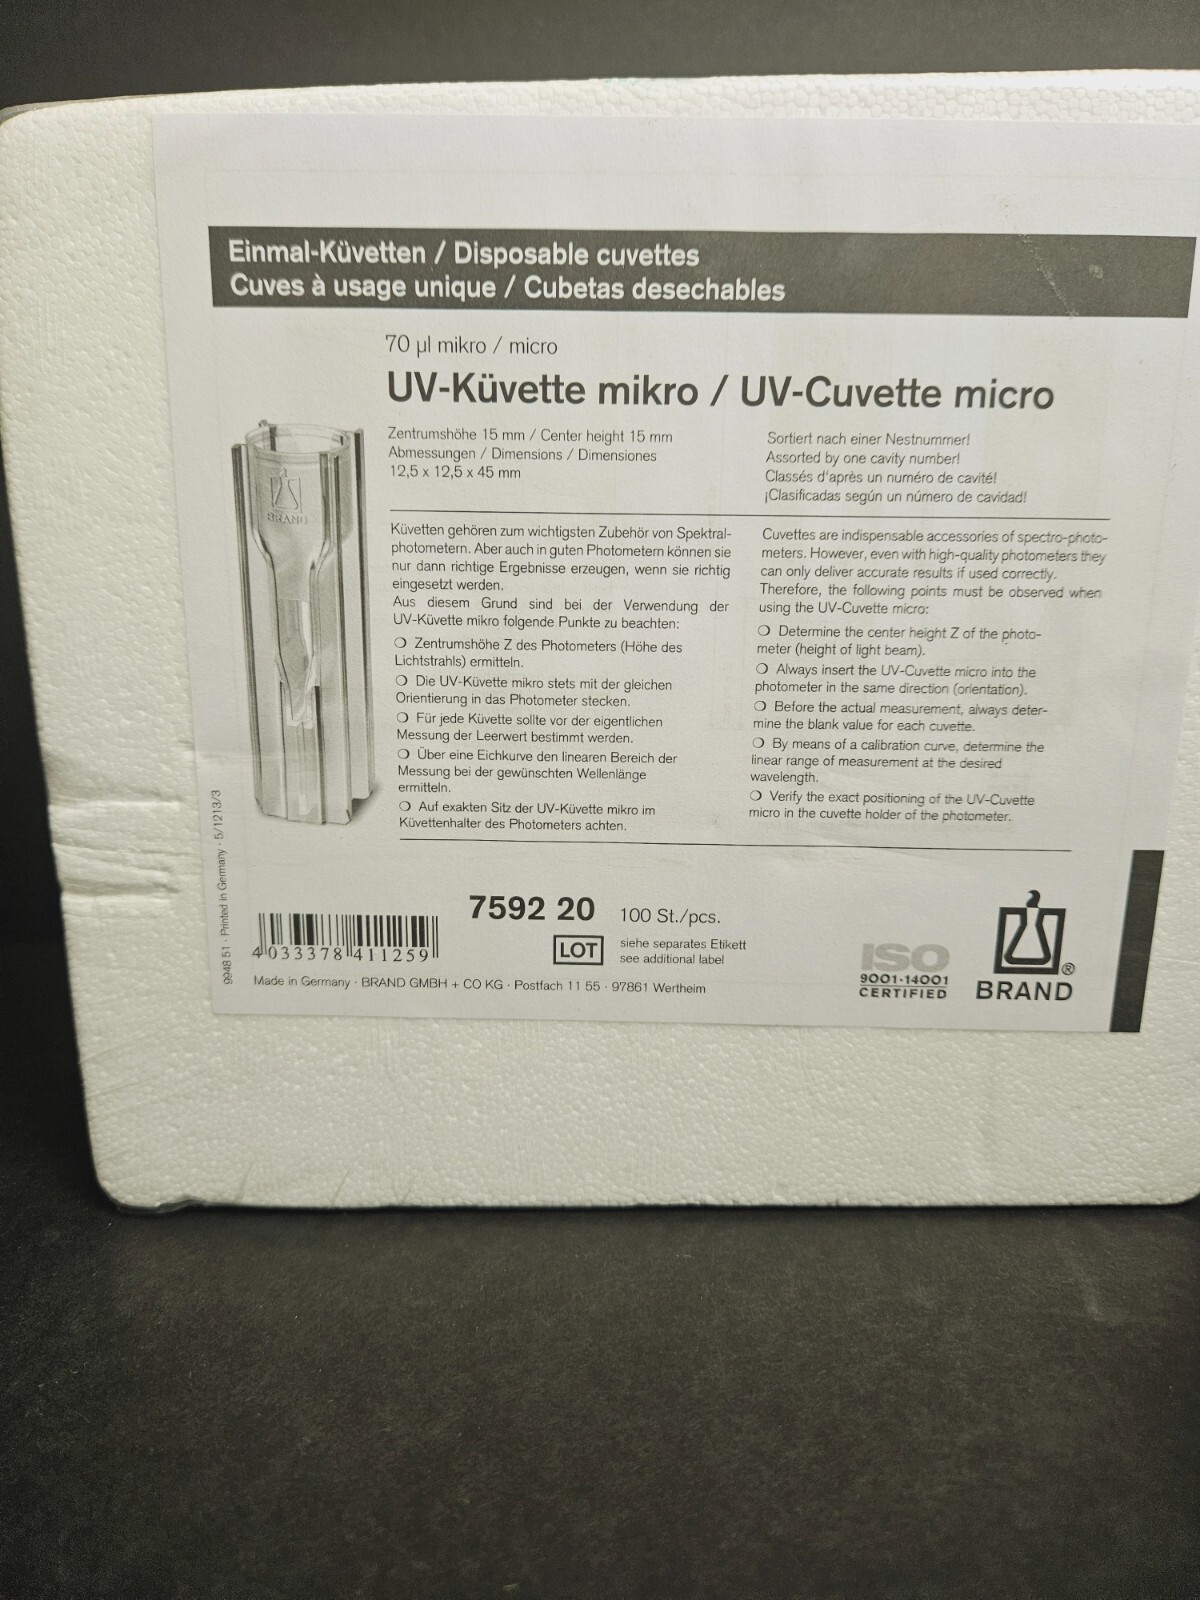 Einmal-Küvetten / Disposable cuvettes
Cuves à usage unique / Cubetas desechables
70 µl mikro / micro
UV-Küvette mikro / UV-Cuvette micro
Zentrumshöhe 15 mm / Center height 15 mm
Abmessungen / Dimensions / Dimensiones
12,5 x 12,5 x 45 mm
Sortiert nach einer Nestnummer!
Assorted by one cavity number!
Classés d'après un numéro de cavité!
¡Clasificadas según un número de cavidad!
BRAND
Küvetten gehören zum wichtigsten Zubehör von Spektral-
photometern. Aber auch in guten Photometern können sie
nur dann richtige Ergebnisse erzeugen, wenn sie richtig
eingesetzt werden.
Aus diesem Grund sind bei der Verwendung der
UV-Küvette mikro folgende Punkte zu beachten:
❍ Zentrumshöhe Z des Photometers (Höhe des
Lichtstrahls) ermitteln.
❍ Die UV-Küvette mikro stets mit der gleichen
Orientierung in das Photometer stecken.
❍ Für jede Küvette sollte vor der eigentlichen
Messung der Leerwert bestimmt werden.
❍ Über eine Eichkurve den linearen Bereich der
Messung bei der gewünschten Wellenlänge
ermitteln.
❍ Auf exakten Sitz der UV-Küvette mikro im
Küvettenhalter des Photometers achten.
Cuvettes are indispensable accessories of spectro-photo-
meters. However, even with high-quality photometers they
can only deliver accurate results if used correctly.
Therefore, the following points must be observed when
using the UV-Cuvette micro:
❍ Determine the center height Z of the photo-
meter (height of light beam).
❍ Always insert the UV-Cuvette micro into the
photometer in the same direction (orientation).
❍ Before the actual measurement, always deter-
mine the blank value for each cuvette.
❍ By means of a calibration curve, determine the
linear range of measurement at the desired
wavelength.
❍ Verify the exact positioning of the UV-Cuvette
micro in the cuvette holder of the photometer.
9948 51 · Printed in Germany · 5/1213/3
4 033378 411259
7592 20 100 St./pcs.
LOT
siehe separates Etikett
see additional label
Made in Germany · BRAND GMBH + CO KG · Postfach 11 55 · 97861 Wertheim
ISO
9001·14001
CERTIFIED
®
BRAND